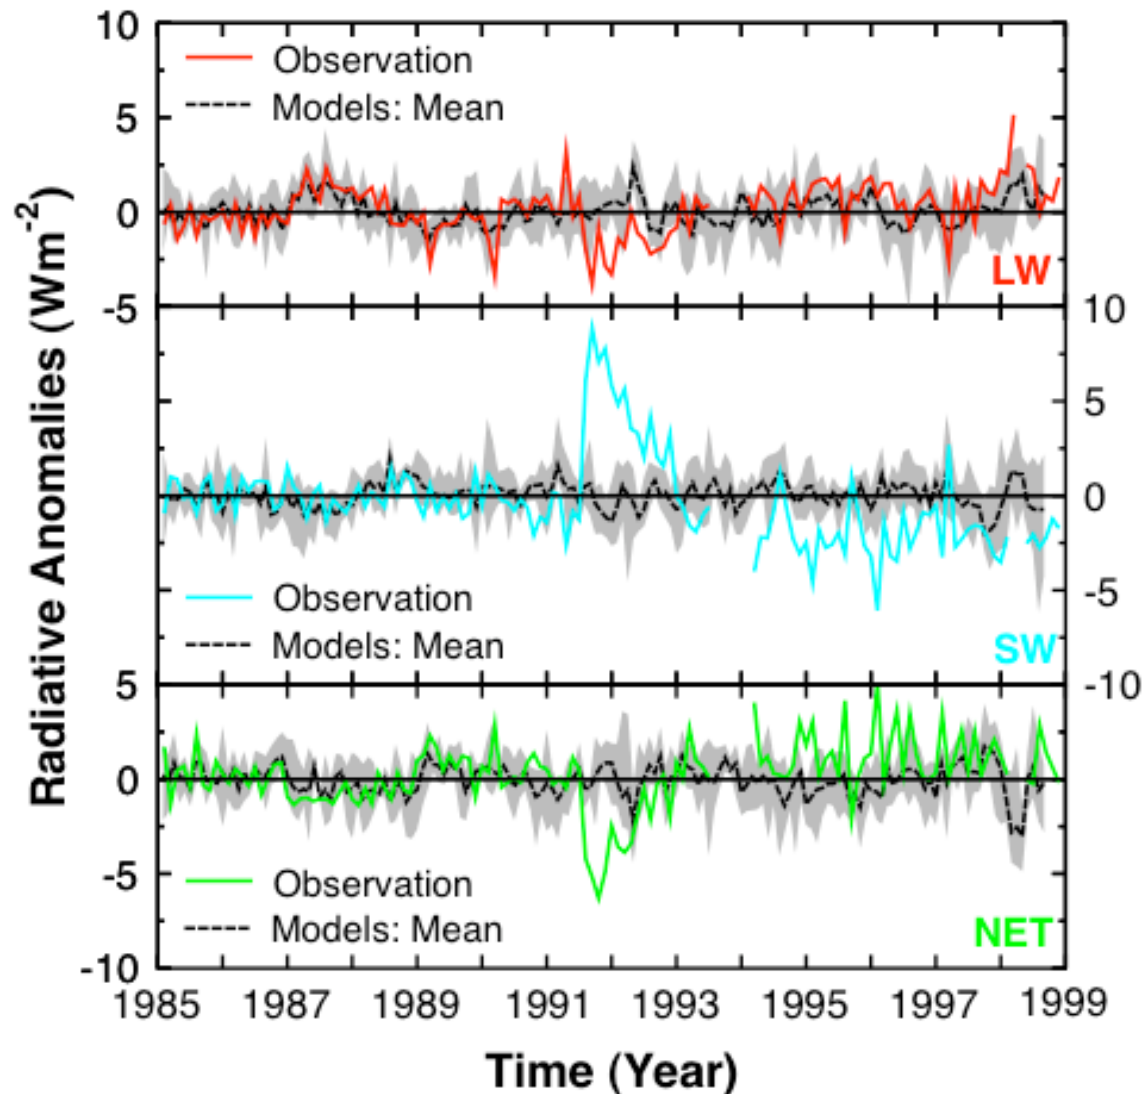 10
Observation
Models: Mean
5
0
LW
-5
10
5
0
Observation
-5
Models: Mean
SW
5
-10
0
-5
Observation
Models: Mean
NET
-10
1985
1987
1989
1991
1993
1995
1997
1999
Time (Year)
Radiative Anomalies (Wm-2)